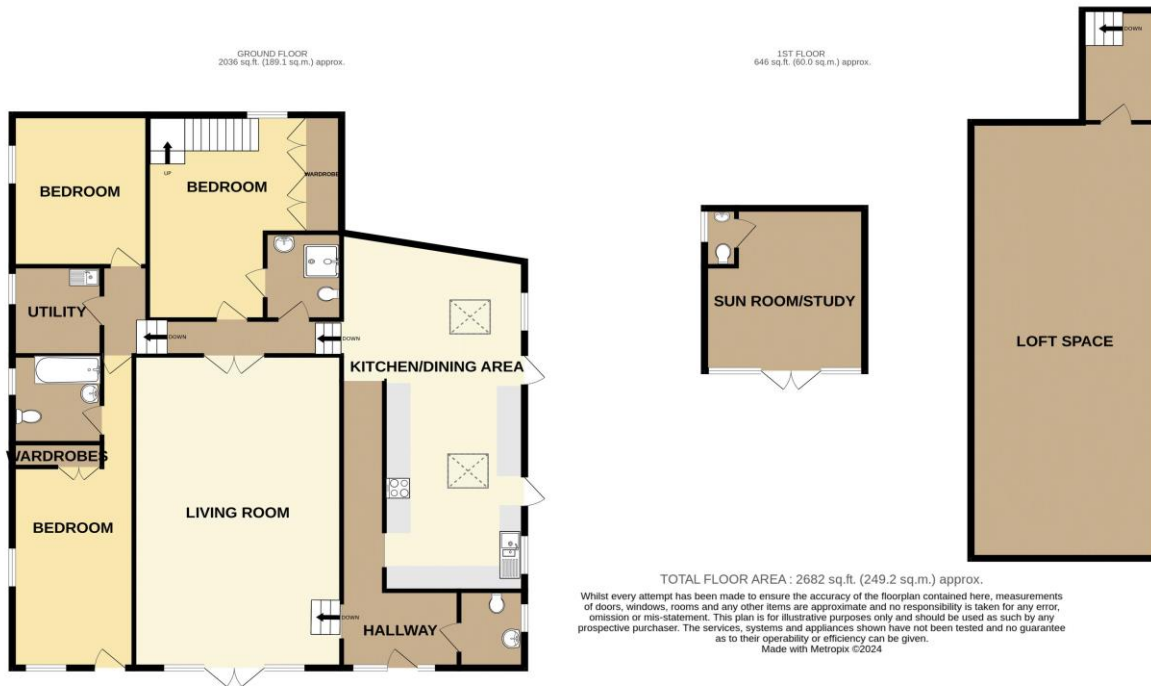 GROUND FLOOR
2036 sq.ft. (189.1 sq.m.) approx.
BEDROOM
UP
BEDROOM
WARDROBE
UTILITY
DOWN
DOWN
KITCHEN/DINING AREA
WARDROBES
BEDROOM
LIVING ROOM
DOWN
HALLWAY
1ST FLOOR
646 sq.ft. (60.0 sq.m.) approx.
DOWN
SUN ROOM/STUDY
LOFT SPACE
TOTAL FLOOR AREA : 2682 sq.ft. (249.2 sq.m.) approx.
Whilst every attempt has been made to ensure the accuracy of the floorplan contained here, measurements
of doors, windows, rooms and any other items are approximate and no responsibility is taken for any error,
omission or mis-statement. This plan is for illustrative purposes only and should be used as such by any
prospective purchaser. The services, systems and appliances shown have not been tested and no guarantee
as to their operability or efficiency can be given.
Made with Metropix ©2024